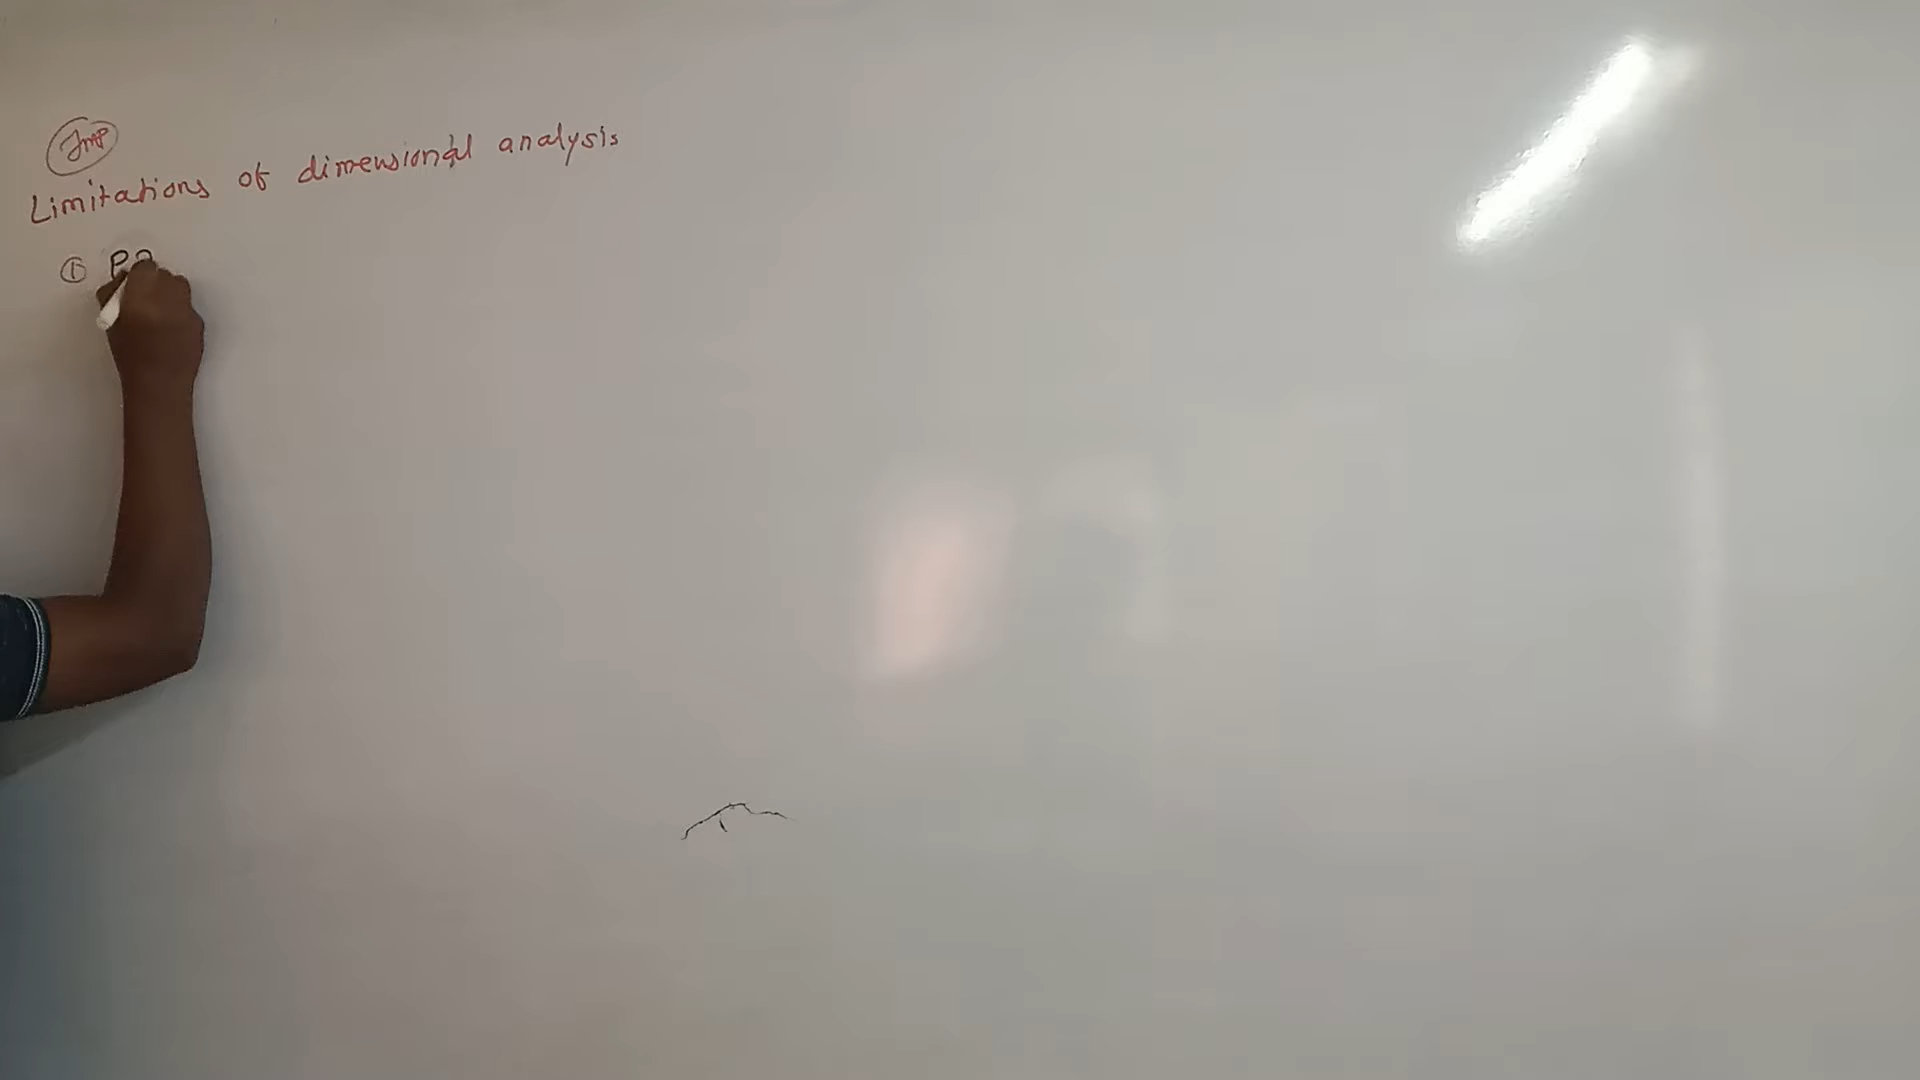 Imp
Limitations of dimensional analysis
①